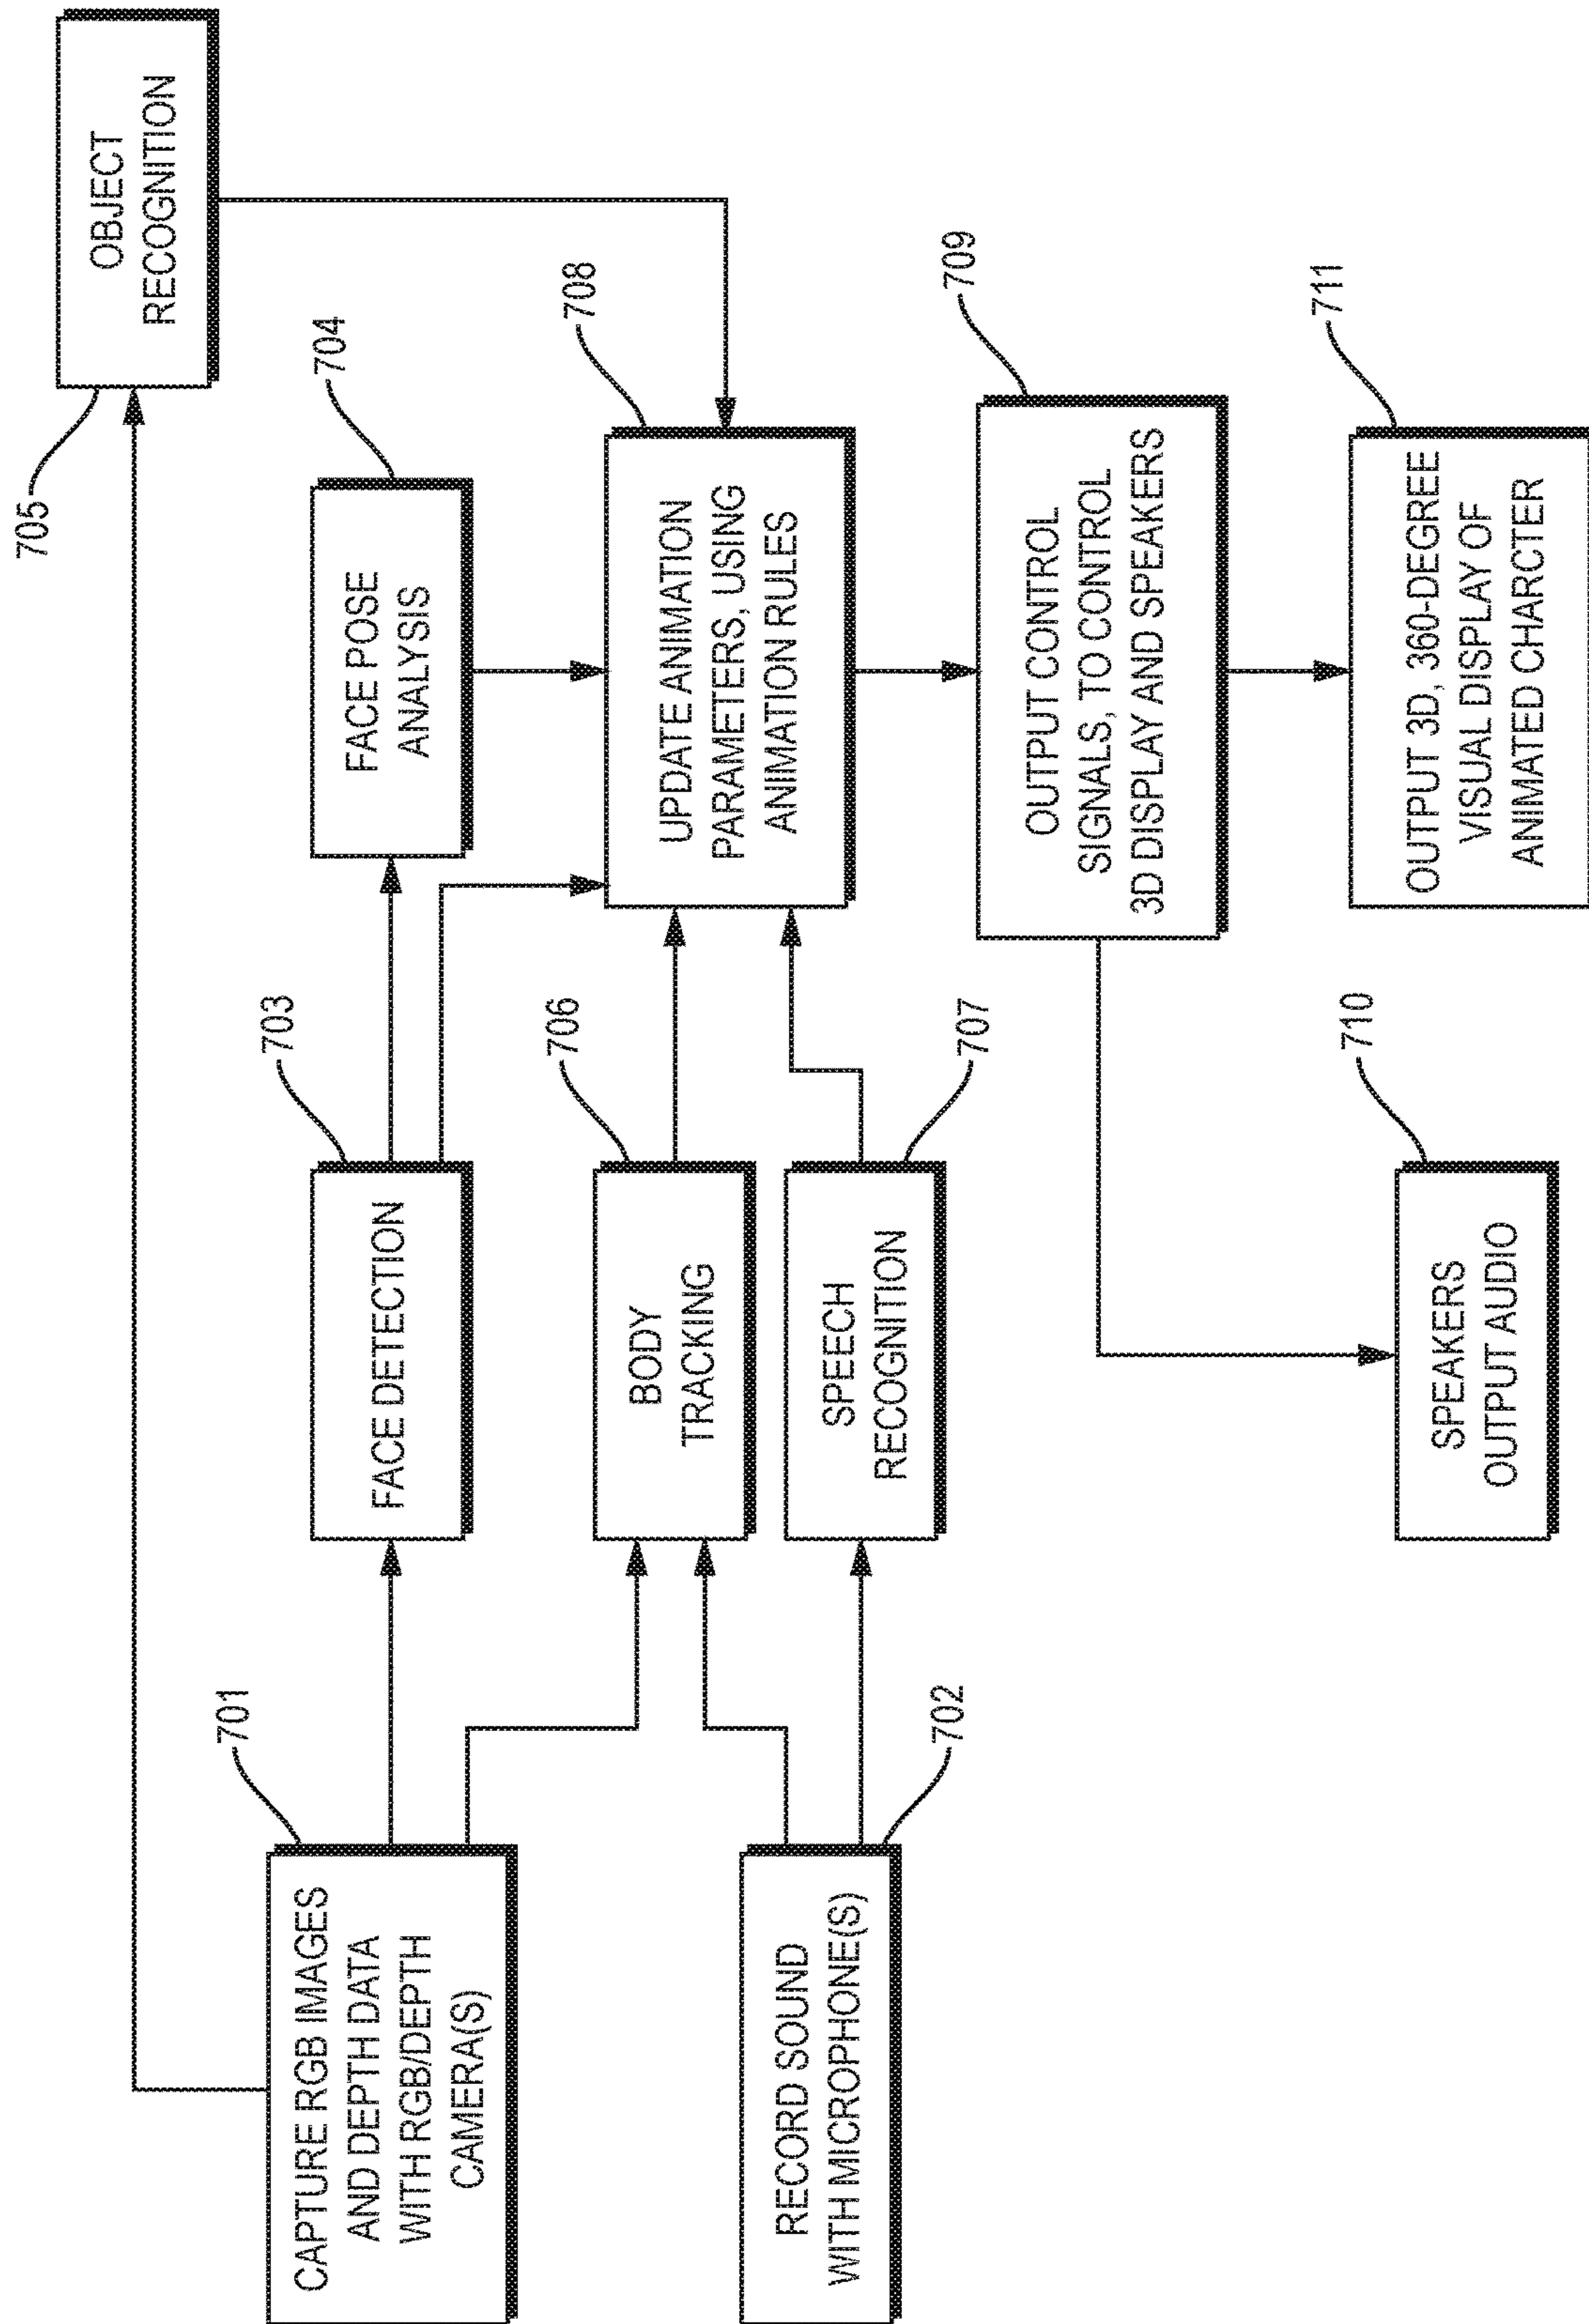 705
OBJECT
RECOGNITION
701
CAPTURE RGB IMAGES
AND DEPTH DATA
WITH RGB/DEPTH
CAMERA(S)
703
FACE DETECTION
704
FACE POSE
ANALYSIS
706
BODY
TRACKING
708
UPDATE ANIMATION
PARAMETERS, USING
ANIMATION RULES
702
RECORD SOUND
WITH MICROPHONE(S)
707
SPEECH
RECOGNITION
709
OUTPUT CONTROL
SIGNALS, TO CONTROL
3D DISPLAY AND SPEAKERS
710
SPEAKERS
OUTPUT AUDIO
711
OUTPUT 3D, 360-DEGREE
VISUAL DISPLAY OF
ANIMATED CHARCTER